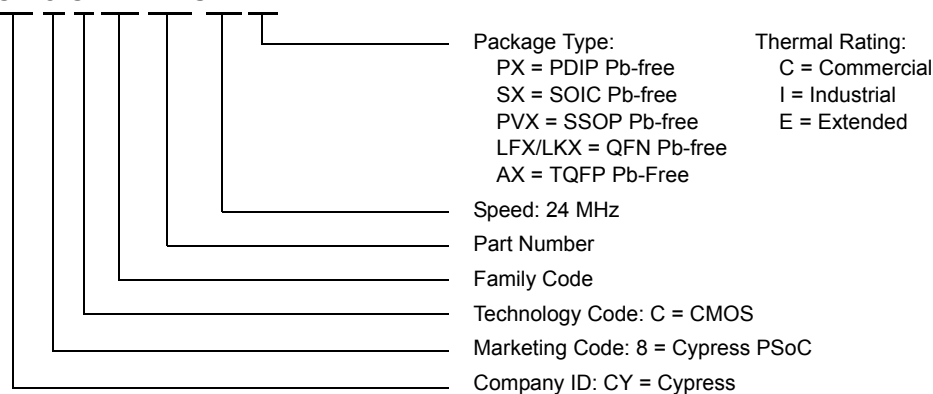 Package Type:
PX = PDIP Pb-free
SX = SOIC Pb-free
PVX = SSOP Pb-free
LFX/LKX = QFN Pb-free
AX = TQFP Pb-Free
Thermal Rating:
C = Commercial
I = Industrial
E = Extended
Speed: 24 MHz
Part Number
Family Code
Technology Code: C = CMOS
Marketing Code: 8 = Cypress PSoC
Company ID: CY = Cypress